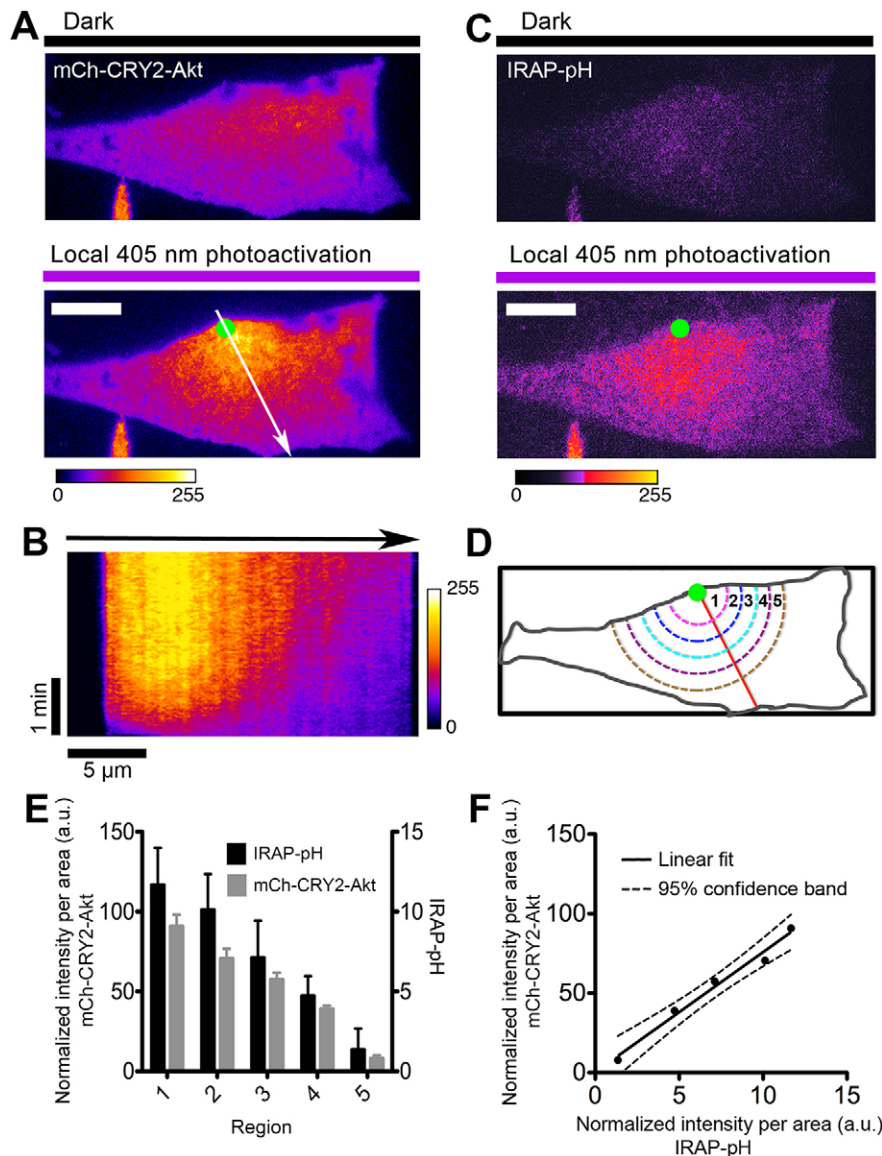 A
Dark
mCh-CRY2-Akt
Local 405 nm photoactivation
0
255
C
Dark
IRAP-pH
Local 405 nm photoactivation
0
255
B
1 min
5 µm
255
0
D
1 2 3 4 5
E
Normalized intensity per area (a.u.)
mCh-CRY2-Akt
150
100
50
0
IRAP-pH
mCh-CRY2-Akt
15
10
5
0
IRAP-pH
1 2 3 4 5
Region
F
Normalized intensity per area (a.u.)
mCh-CRY2-Akt
150
100
50
0
Linear fit
95% confidence band
0 5 10 15
Normalized intensity per area (a.u.)
IRAP-pH